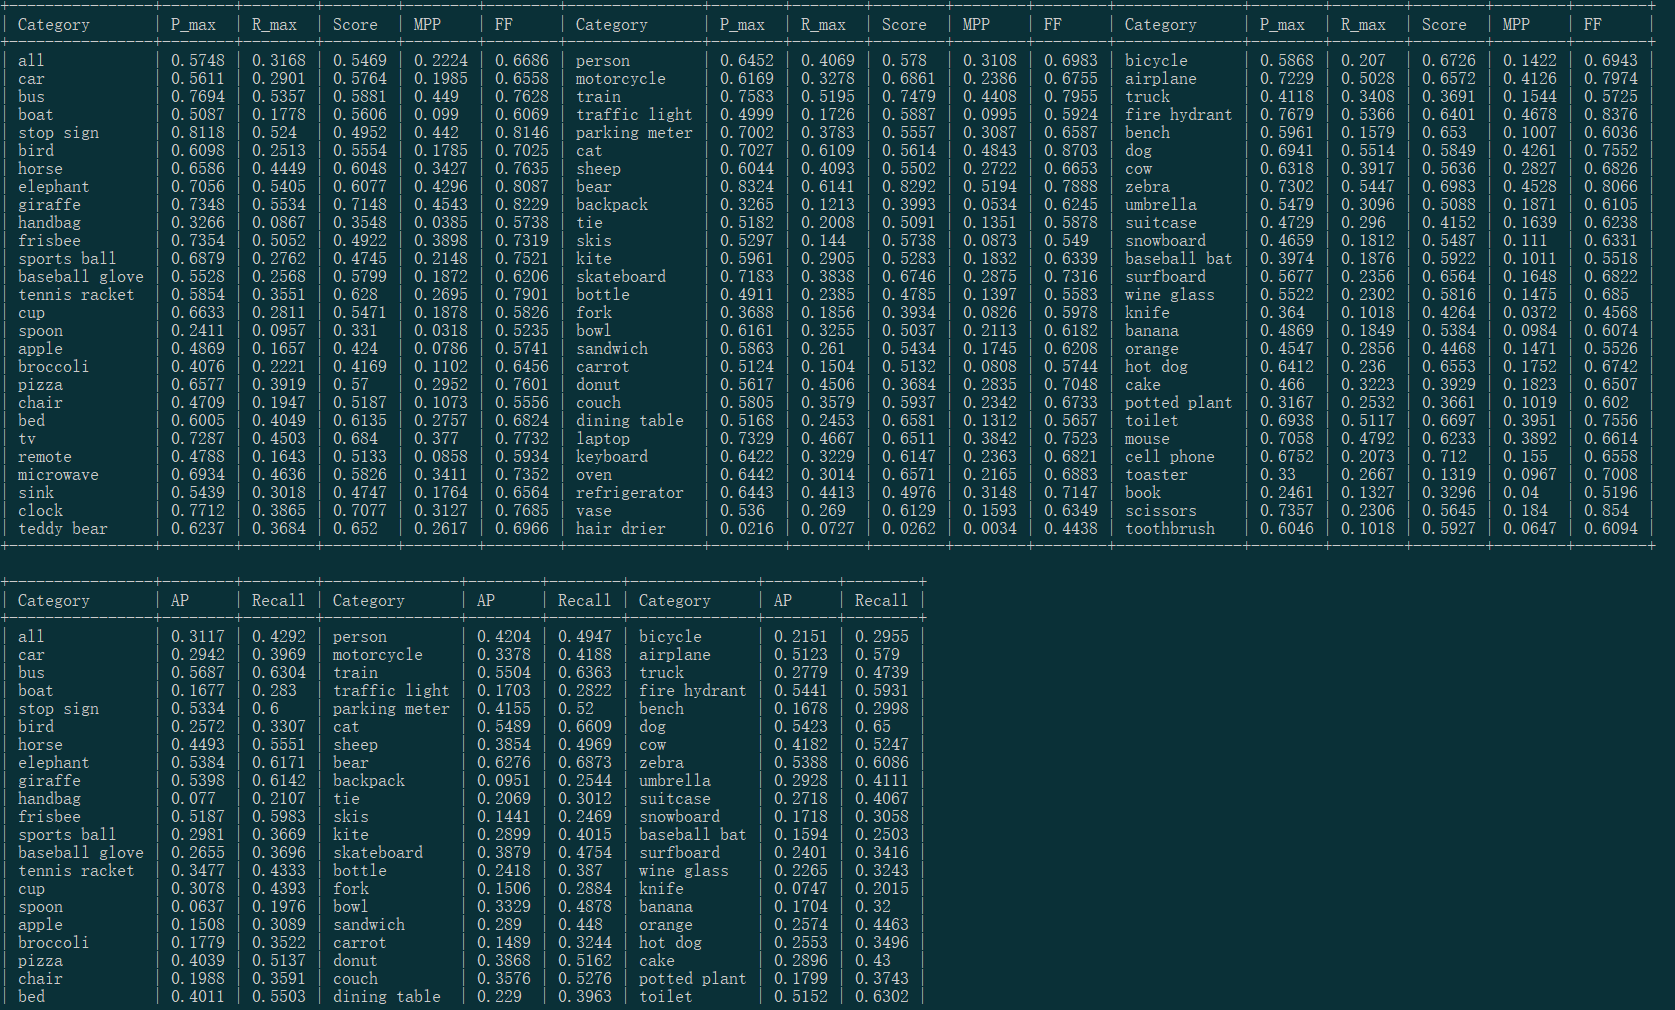 Category P_max R_max Score MPP FF Category P_max R_max Score MPP FF Category P_max R_max Score MPP FF
all 0.5748 0.3168 0.5469 0.2224 0.6686 person 0.6452 0.4069 0.578 0.3108 0.6983 bicycle 0.5868 0.207 0.6726 0.1422 0.6943
car 0.5611 0.2901 0.5764 0.1985 0.6558 motorcycle 0.6169 0.3278 0.6861 0.2386 0.6755 airplane 0.7229 0.5028 0.6572 0.4126 0.7974
bus 0.7694 0.5357 0.5881 0.449 0.7628 train 0.7583 0.5195 0.7479 0.4408 0.7955 truck 0.4118 0.3408 0.3691 0.1544 0.5725
boat 0.5087 0.1778 0.5606 0.099 0.6069 traffic light 0.4999 0.1726 0.5887 0.0995 0.5924 fire hydrant 0.7679 0.5366 0.6401 0.4678 0.8376
stop sign 0.8118 0.524 0.4952 0.442 0.8146 parking meter 0.7002 0.3783 0.5557 0.3087 0.6587 bench 0.5961 0.1579 0.653 0.1007 0.6036
bird 0.6098 0.2513 0.5554 0.1785 0.7025 cat 0.7027 0.6109 0.5614 0.4843 0.8703 dog 0.6941 0.5514 0.5849 0.4261 0.7552
horse 0.6586 0.4449 0.6048 0.3427 0.7635 sheep 0.6044 0.4093 0.5502 0.2722 0.6653 cow 0.6318 0.3917 0.5636 0.2827 0.6826
elephant 0.7056 0.5405 0.6077 0.4296 0.8087 bear 0.8324 0.6141 0.8292 0.5194 0.7888 zebra 0.7302 0.5447 0.6983 0.4528 0.8066
giraffe 0.7348 0.5534 0.7148 0.4543 0.8229 backpack 0.3265 0.1213 0.3993 0.0534 0.6245 umbrella 0.5479 0.3096 0.5088 0.1871 0.6105
handbag 0.3266 0.0867 0.3548 0.0385 0.5738 tie 0.5182 0.2008 0.5091 0.1351 0.5878 suitcase 0.4729 0.296 0.4152 0.1639 0.6238
frisbee 0.7354 0.5052 0.4922 0.3898 0.7319 skis 0.5297 0.144 0.5738 0.0873 0.549 snowboard 0.4659 0.1812 0.5487 0.111 0.6331
sports ball 0.6879 0.2762 0.4745 0.2148 0.7521 kite 0.5961 0.2905 0.5283 0.1832 0.6339 baseball bat 0.3974 0.1876 0.5922 0.1011 0.5518
baseball glove 0.5528 0.2568 0.5799 0.1872 0.6206 skateboard 0.7183 0.3838 0.6746 0.2875 0.7316 surfboard 0.5677 0.2356 0.6564 0.1648 0.6822
tennis racket 0.5854 0.3551 0.628 0.2695 0.7901 bottle 0.4911 0.2385 0.4785 0.1397 0.5583 wine glass 0.5522 0.2302 0.5816 0.1475 0.685
cup 0.6633 0.2811 0.5471 0.1878 0.5826 fork 0.3688 0.1856 0.3934 0.0826 0.5978 knife 0.364 0.1018 0.4264 0.0372 0.4568
spoon 0.2411 0.0957 0.331 0.0318 0.5235 bowl 0.6161 0.3255 0.5037 0.2113 0.6182 banana 0.4869 0.1849 0.5384 0.0984 0.6074
apple 0.4869 0.1657 0.424 0.0786 0.5741 sandwich 0.5863 0.261 0.5434 0.1745 0.6208 orange 0.4547 0.2856 0.4468 0.1471 0.5526
broccoli 0.4076 0.2221 0.4169 0.1102 0.6456 carrot 0.5124 0.1504 0.5132 0.0808 0.5744 hot dog 0.6412 0.236 0.6553 0.1752 0.6742
pizza 0.6577 0.3919 0.57 0.2952 0.7601 donut 0.5617 0.4506 0.3684 0.2835 0.7048 cake 0.466 0.3223 0.3929 0.1823 0.6507
chair 0.4709 0.1947 0.5187 0.1073 0.5556 couch 0.5805 0.3579 0.5937 0.2342 0.6733 potted plant 0.3167 0.2532 0.3661 0.1019 0.602
bed 0.6005 0.4049 0.6135 0.2757 0.6824 dining table 0.5168 0.2453 0.6581 0.1312 0.5657 toilet 0.6938 0.5117 0.6697 0.3951 0.7556
tv 0.7287 0.4503 0.684 0.377 0.7732 laptop 0.7329 0.4667 0.6511 0.3842 0.7523 mouse 0.7058 0.4792 0.6233 0.3892 0.6614
remote 0.4788 0.1643 0.5133 0.0858 0.5934 keyboard 0.6422 0.3229 0.6147 0.2363 0.6821 cell phone 0.6752 0.2073 0.712 0.155 0.6558
microwave 0.6934 0.4636 0.5826 0.3411 0.7352 oven 0.6442 0.3014 0.6571 0.2165 0.6883 toaster 0.33 0.2667 0.1319 0.0967 0.7008
sink 0.5439 0.3018 0.4747 0.1764 0.6564 refrigerator 0.6443 0.4413 0.4976 0.3148 0.7147 book 0.2461 0.1327 0.3296 0.04 0.5196
clock 0.7712 0.3865 0.7077 0.3127 0.7685 vase 0.536 0.269 0.6129 0.1593 0.6349 scissors 0.7357 0.2306 0.5645 0.184 0.854
teddy bear 0.6237 0.3684 0.652 0.2617 0.6966 hair drier 0.0216 0.0727 0.0262 0.0034 0.4438 toothbrush 0.6046 0.1018 0.5927 0.0647 0.6094
Category AP Recall Category AP Recall Category AP Recall
all 0.3117 0.4292 person 0.4204 0.4947 bicycle 0.2151 0.2955
car 0.2942 0.3969 motorcycle 0.3378 0.4188 airplane 0.5123 0.579
bus 0.5687 0.6304 train 0.5504 0.6363 truck 0.2779 0.4739
boat 0.1677 0.283 traffic light 0.1703 0.2822 fire hydrant 0.5441 0.5931
stop sign 0.5334 0.6 parking meter 0.4155 0.52 bench 0.1678 0.2998
bird 0.2572 0.3307 cat 0.5489 0.6609 dog 0.5423 0.65
horse 0.4493 0.5551 sheep 0.3854 0.4969 cow 0.4182 0.5247
elephant 0.5384 0.6171 bear 0.6276 0.6873 zebra 0.5388 0.6086
giraffe 0.5398 0.6142 backpack 0.0951 0.2544 umbrella 0.2928 0.4111
handbag 0.077 0.2107 tie 0.2069 0.3012 suitcase 0.2718 0.4067
frisbee 0.5187 0.5983 skis 0.1441 0.2469 snowboard 0.1718 0.3058
sports ball 0.2981 0.3669 kite 0.2899 0.4015 baseball bat 0.1594 0.2503
baseball glove 0.2655 0.3696 skateboard 0.3879 0.4754 surfboard 0.2401 0.3416
tennis racket 0.3477 0.4333 bottle 0.2418 0.387 wine glass 0.2265 0.3243
cup 0.3078 0.4393 fork 0.1506 0.2884 knife 0.0747 0.2015
spoon 0.0637 0.1976 bowl 0.3329 0.4878 banana 0.1704 0.32
apple 0.1508 0.3089 sandwich 0.289 0.448 orange 0.2574 0.4463
broccoli 0.1779 0.3522 carrot 0.1489 0.3244 hot dog 0.2553 0.3496
pizza 0.4039 0.5137 donut 0.3868 0.5162 cake 0.2896 0.43
chair 0.1988 0.3591 couch 0.3576 0.5276 potted plant 0.1799 0.3743
bed 0.4011 0.5503 dining table 0.229 0.3963 toilet 0.5152 0.6302